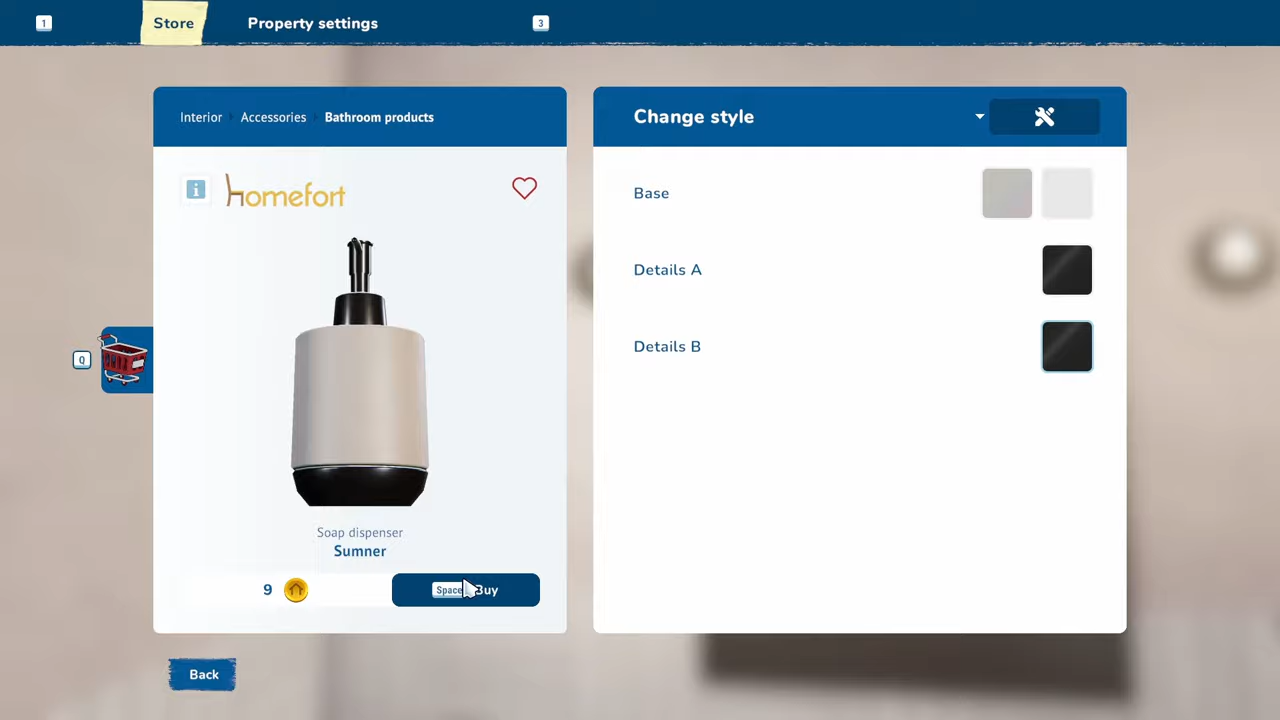 1
Store
Property settings
3
Interior
Accessories
Bathroom products
homefort
Soap dispenser
Sumner
9
Space
Buy
Q
Back
Change style
Base
Details A
Details B